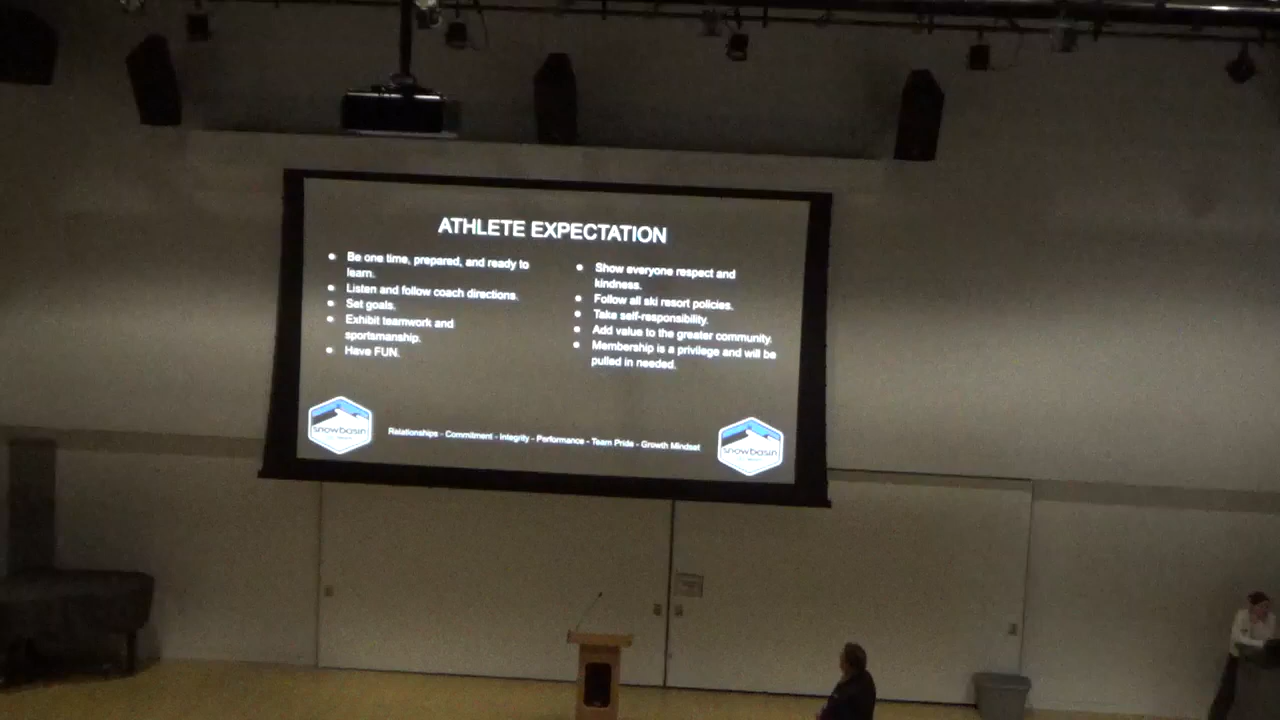 ATHLETE EXPECTATION
Be one time, prepared, and ready to
learn.
Listen and follow coach directions.
Set goals.
Exhibit teamwork and
sportsmanship.
Have FUN.
Show everyone respect and
kindness.
Follow all ski resort policies.
Take self-responsibility.
Add value to the greater community.
Membership is a privilege and will be
pulled in needed.
snowbasin
Relationships - Commitment - Integrity - Performance - Team Pride - Growth Mindset
snowbasin